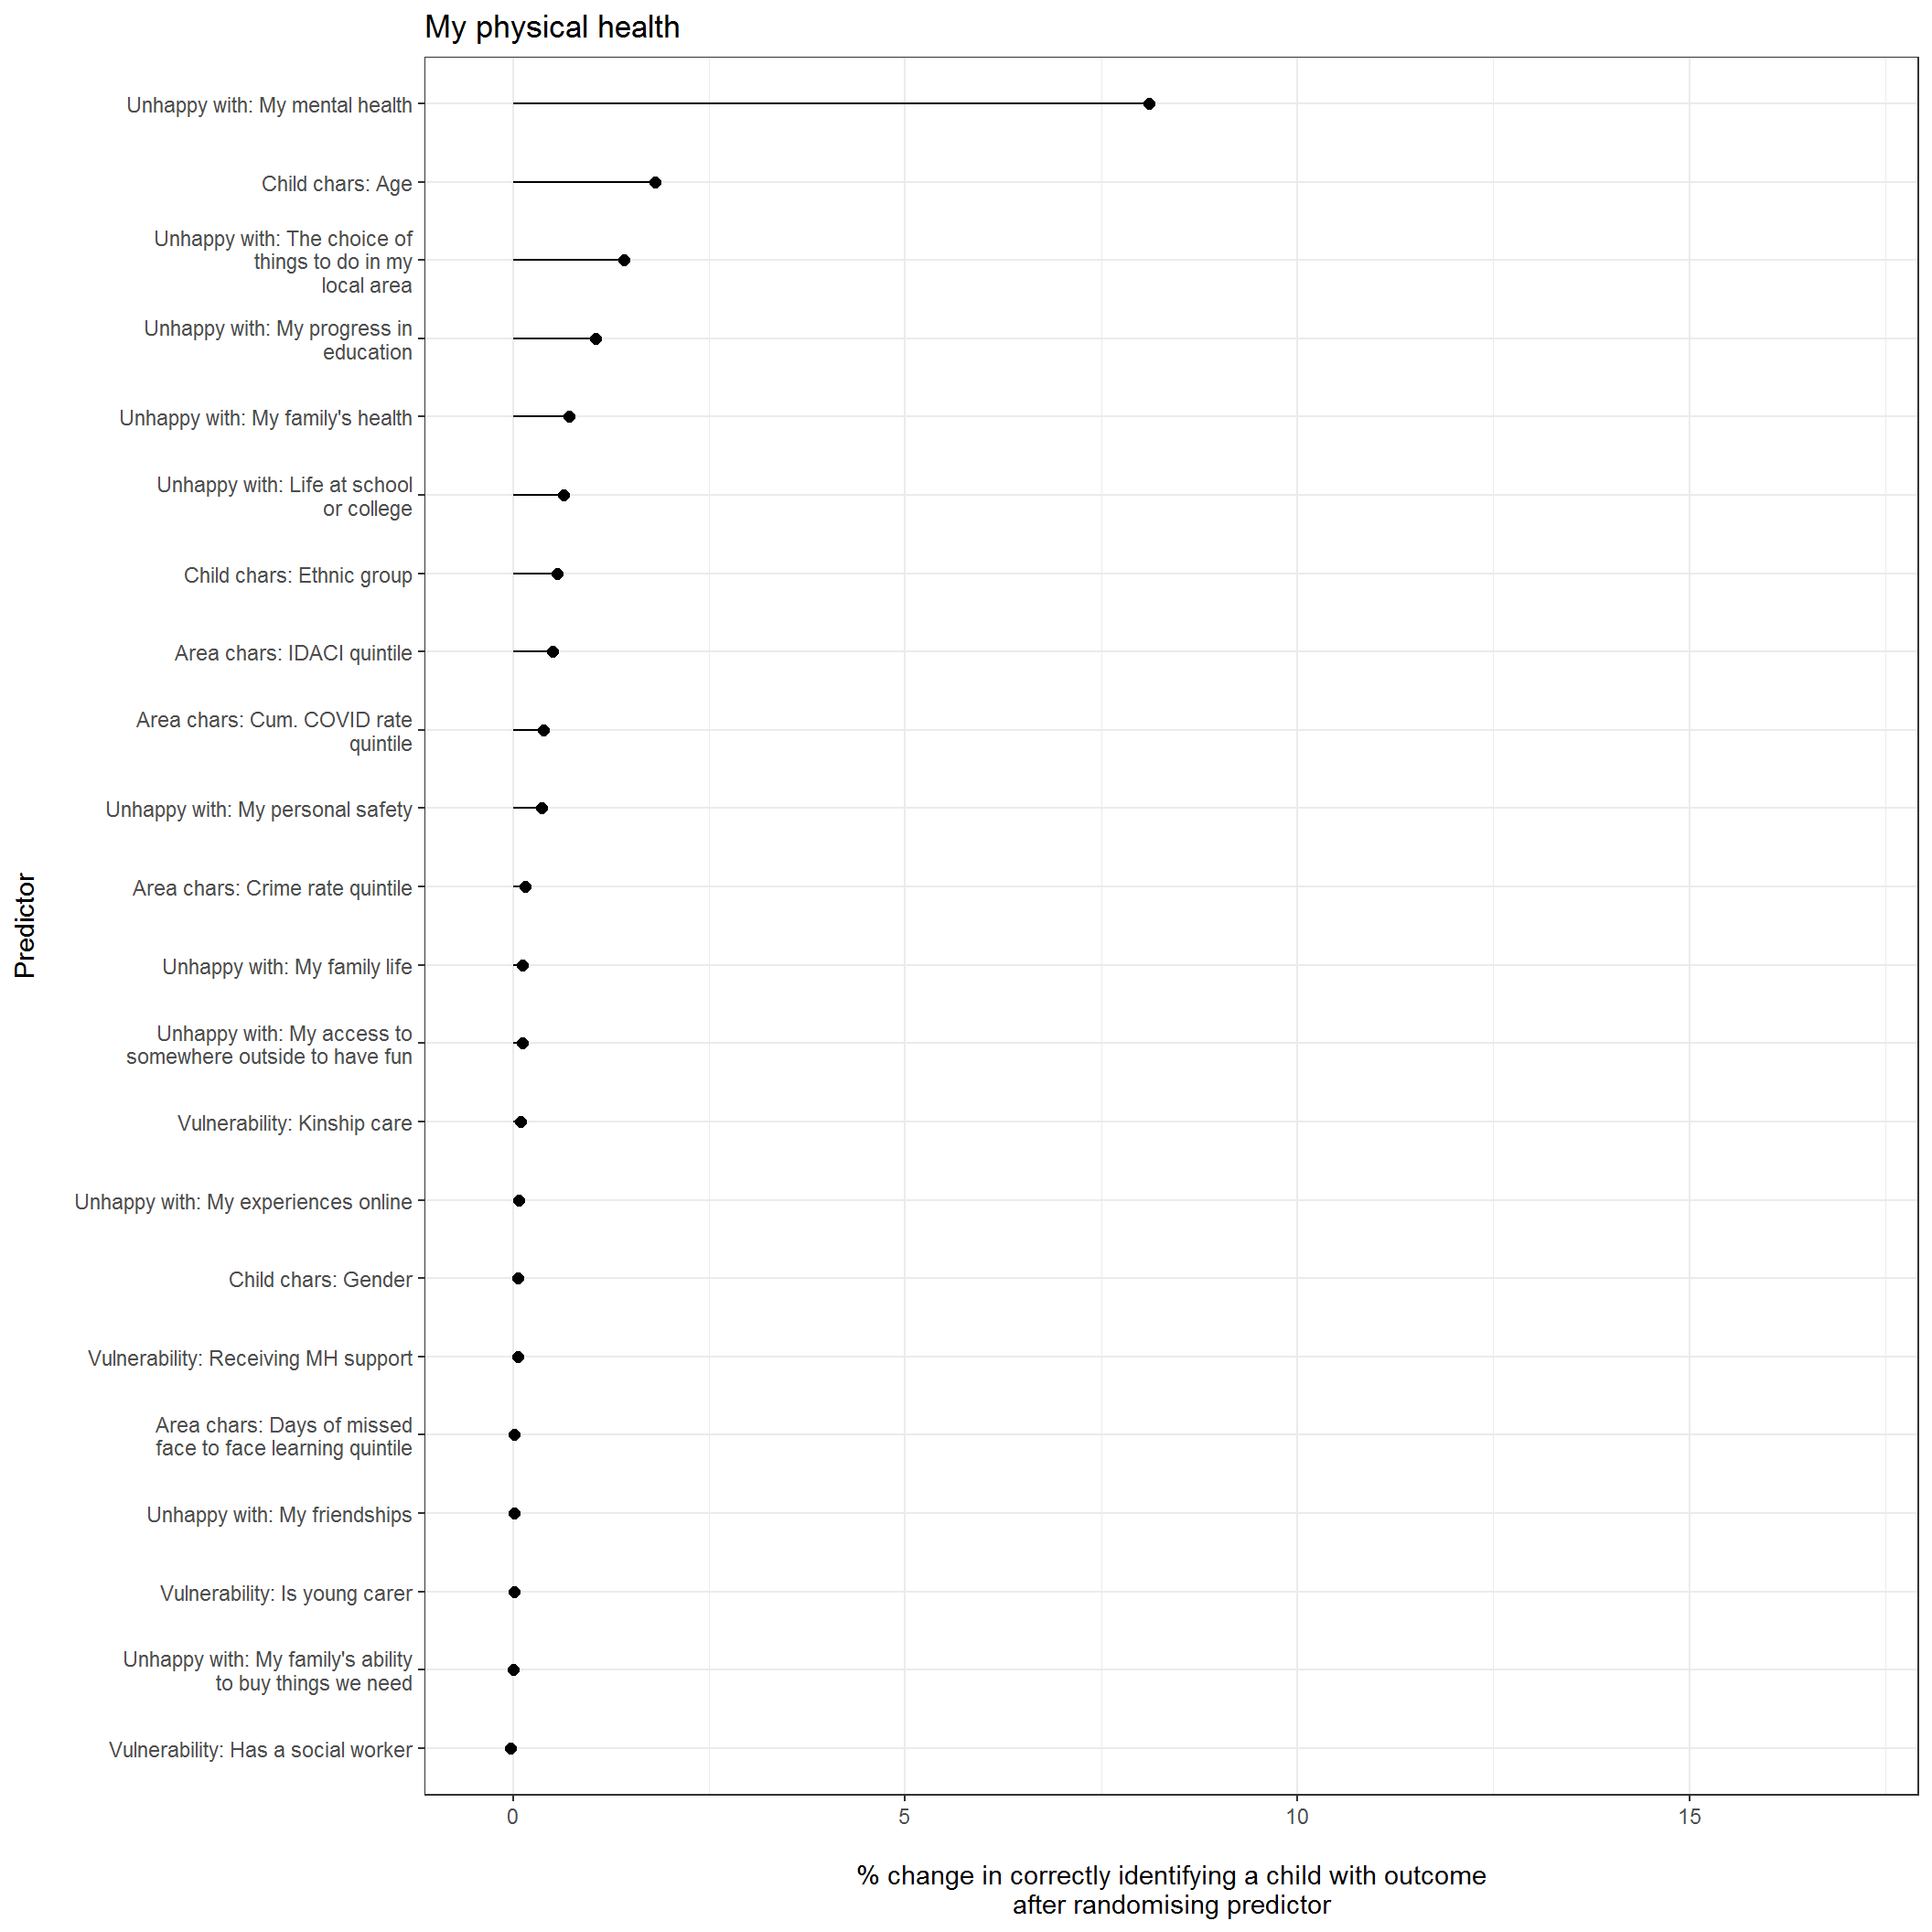 My physical health
Unhappy with: My mental health
Child chars: Age
Unhappy with: The choice of
things to do in my
local area
Unhappy with: My progress in
education
Unhappy with: My family's health
Unhappy with: Life at school
or college
Child chars: Ethnic group
Area chars: IDACI quintile
Area chars: Cum. COVID rate
quintile
Unhappy with: My personal safety
Area chars: Crime rate quintile
Unhappy with: My family life
Unhappy with: My access to
somewhere outside to have fun
Vulnerability: Kinship care
Unhappy with: My experiences online
Child chars: Gender
Vulnerability: Receiving MH support
Area chars: Days of missed
face to face learning quintile
Unhappy with: My friendships
Vulnerability: Is young carer
Unhappy with: My family's ability
to buy things we need
Vulnerability: Has a social worker
Predictor
0 5 10 15
% change in correctly identifying a child with outcome
after randomising predictor